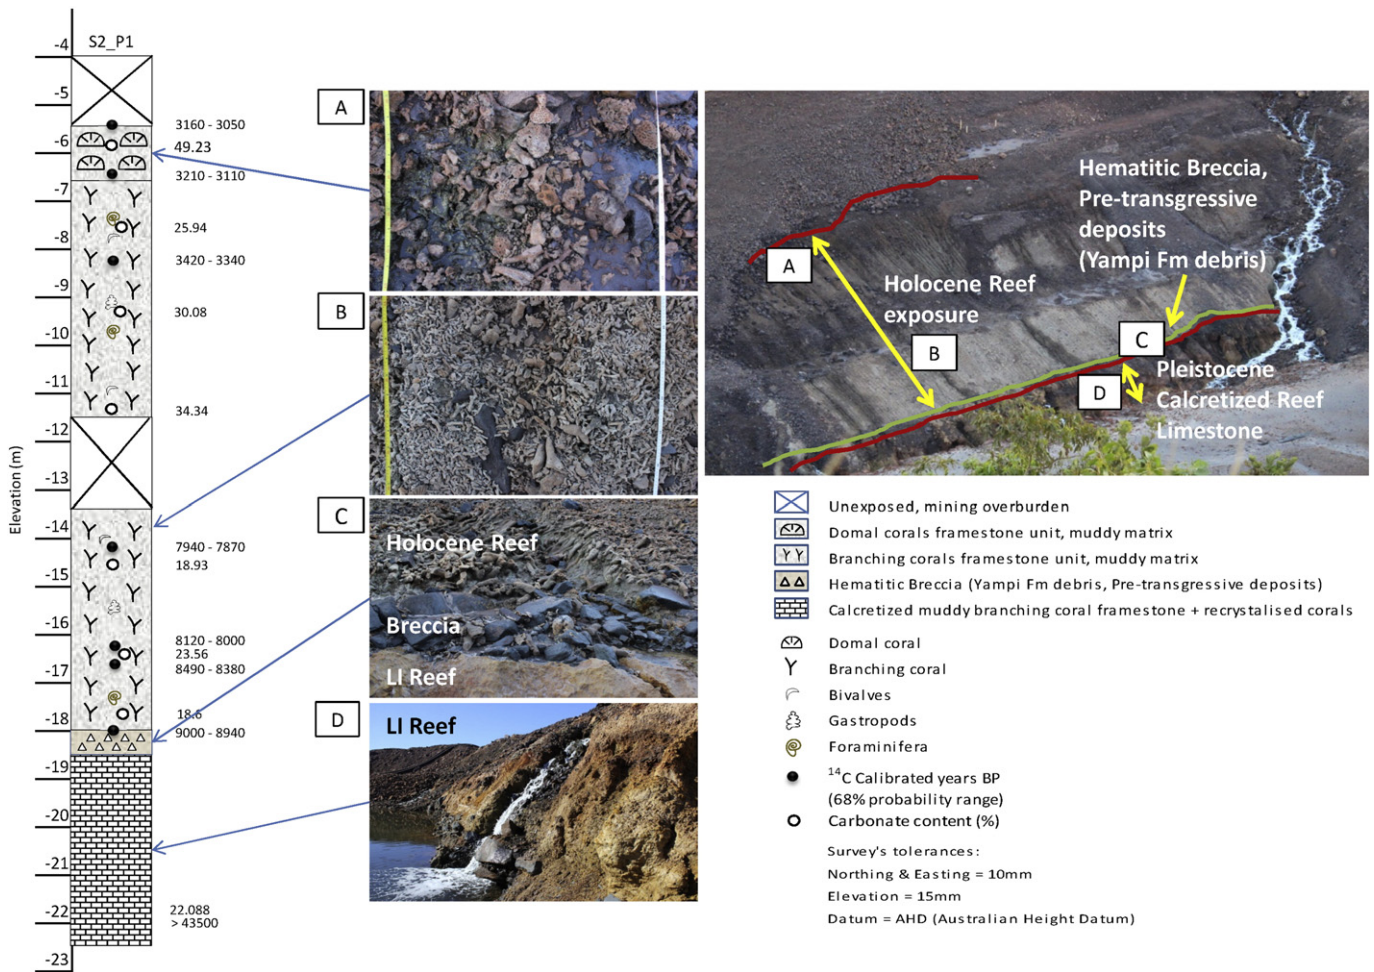 S2_P1
Elevation (m)
-4
-5
-6
-7
-8
-9
-10
-11
-12
-13
-14
-15
-16
-17
-18
-19
-20
-21
-22
-23
3160 - 3050
49.23
3210 - 3110
25.94
3420 - 3340
30.08
34.34
7940 - 7870
18.93
8120 - 8000
23.56
8490 - 8380
18.6
9000 - 8940
22.088
> 43500
A
B
C
Holocene Reef
Breccia
LI Reef
D
LI Reef
Hematitic Breccia,
Pre-transgressive
deposits
(Yampi Fm debris)
A
Holocene Reef
exposure
B
C
D
Pleistocene
Calcretized Reef
Limestone
Unexposed, mining overburden
Domal corals framestone unit, muddy matrix
Branching corals framestone unit, muddy matrix
Hematitic Breccia (Yampi Fm debris, Pre-transgressive deposits)
Calcretized muddy branching coral framestone + recrystalised corals
Domal coral
Branching coral
Bivalves
Gastropods
Foraminifera
14C Calibrated years BP
(68% probability range)
Carbonate content (%)
Survey's tolerances:
Northing & Easting = 10mm
Elevation = 15mm
Datum = AHD (Australian Height Datum)